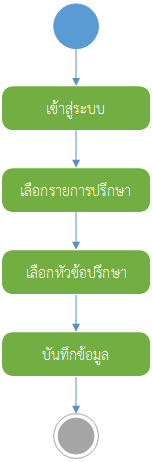 เข้าสู่ระบบ
เลือกรายการปรึกษา
เลือกหัวข้อปรึกษา
บันทึกข้อมูล